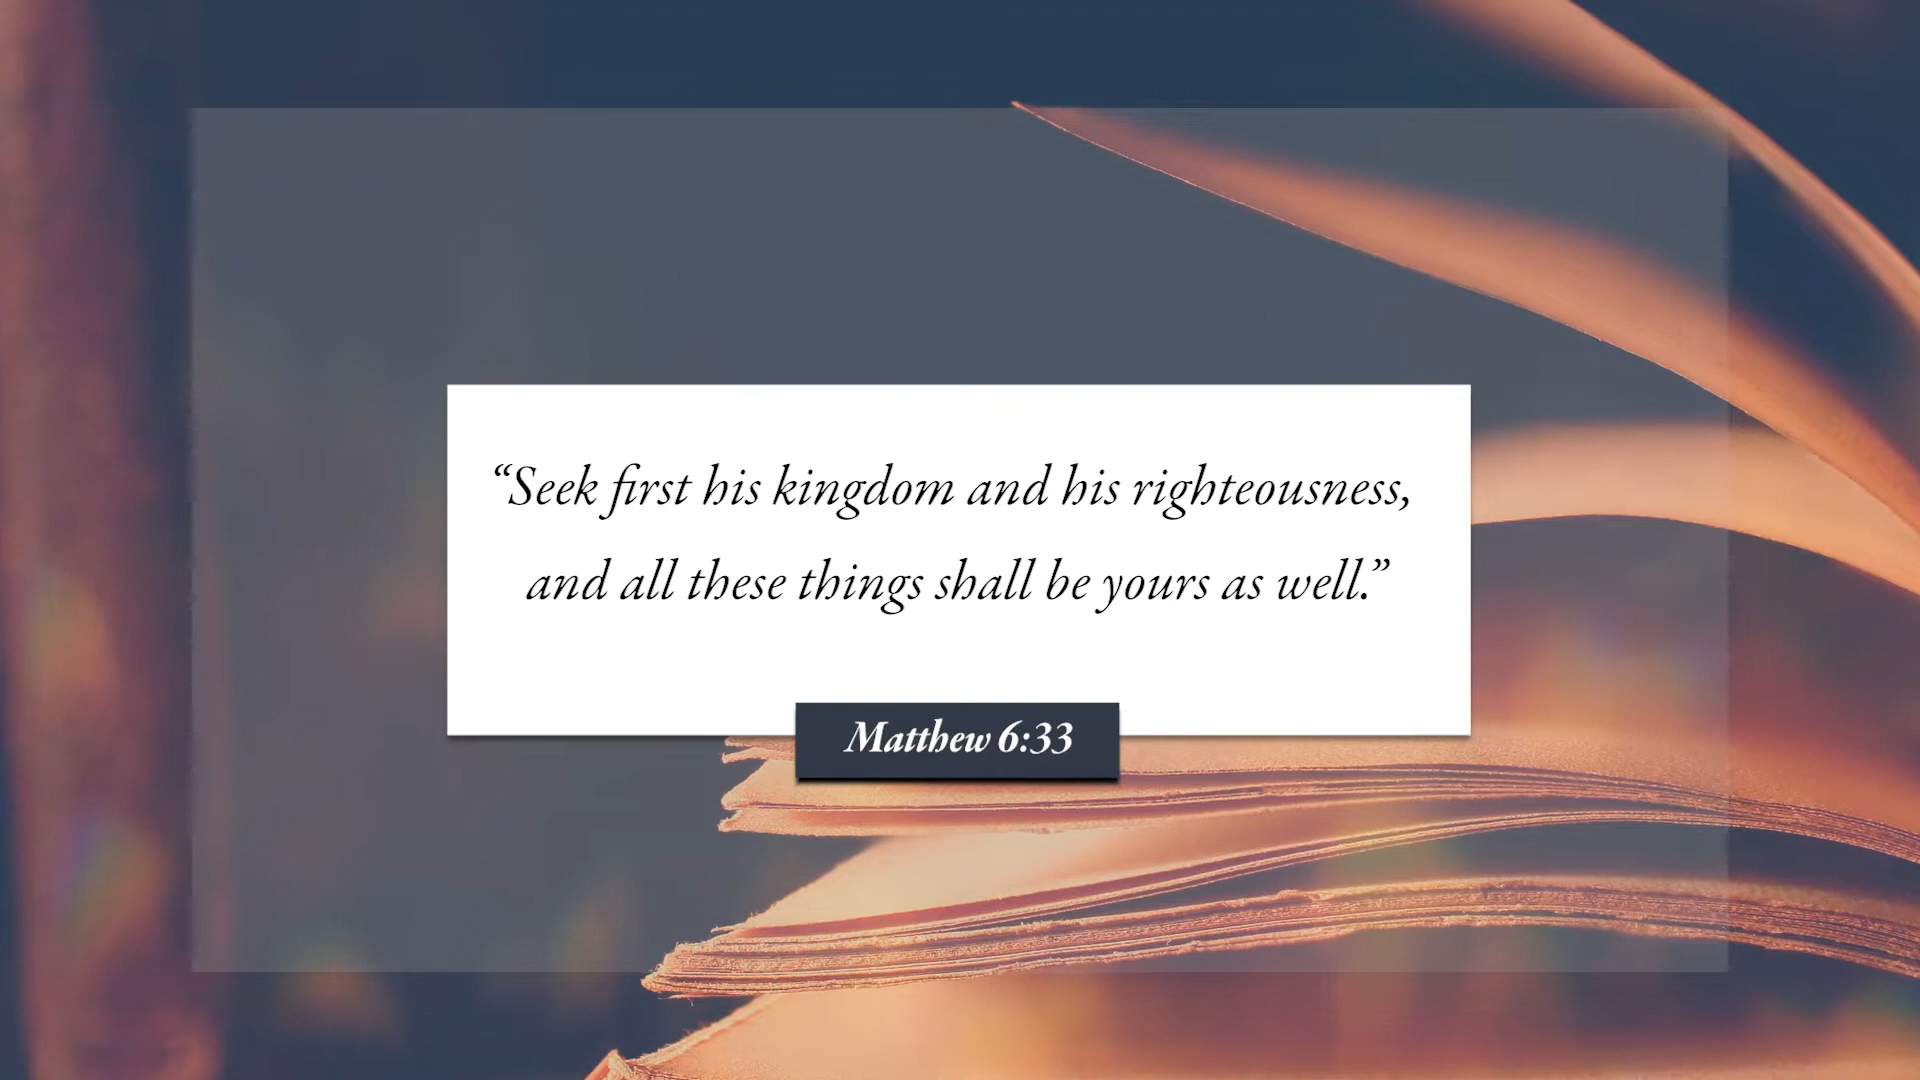 “Seek first his kingdom and his righteousness,
and all these things shall be yours as well.”
Matthew 6:33